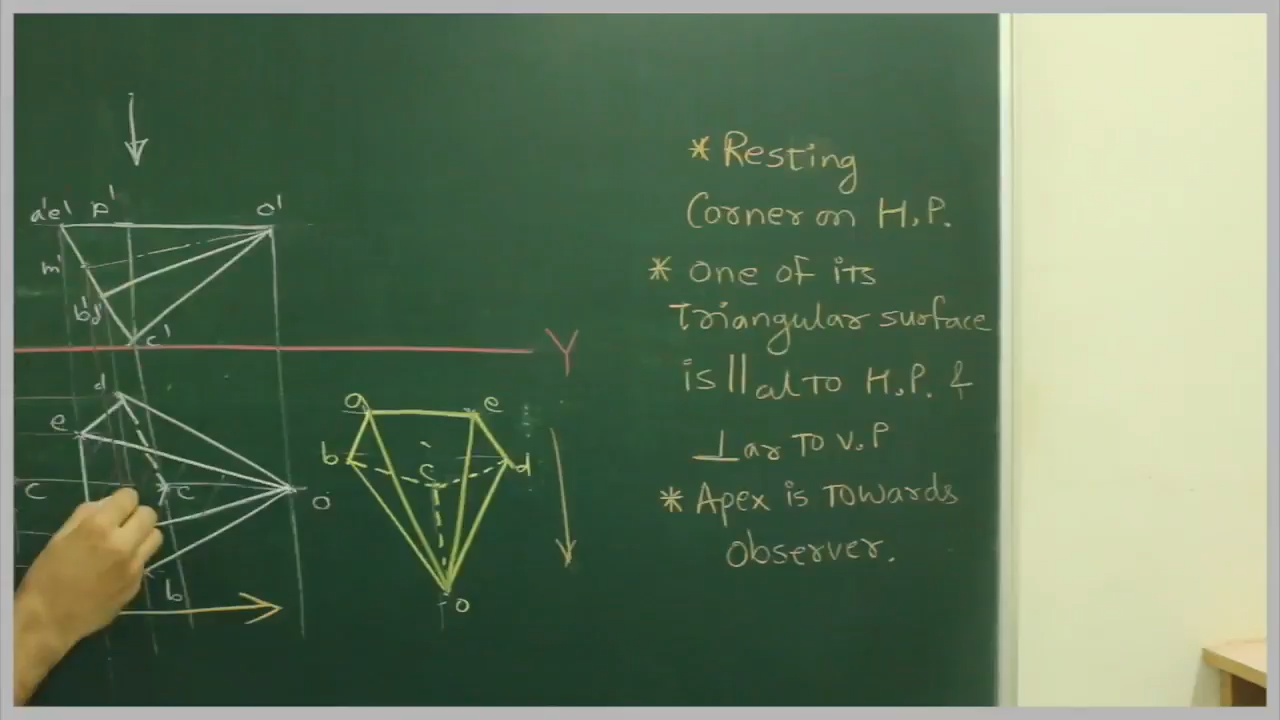 a'e' p' o'
m'
b'd'
c'
Y
d
e
c c o
b
a e
b c d
o
* Resting
Corner on H.P.
* One of its
Triangular surface
is || al To H.P. &
⊥ ar To V.P
* Apex is Towards
Observer.